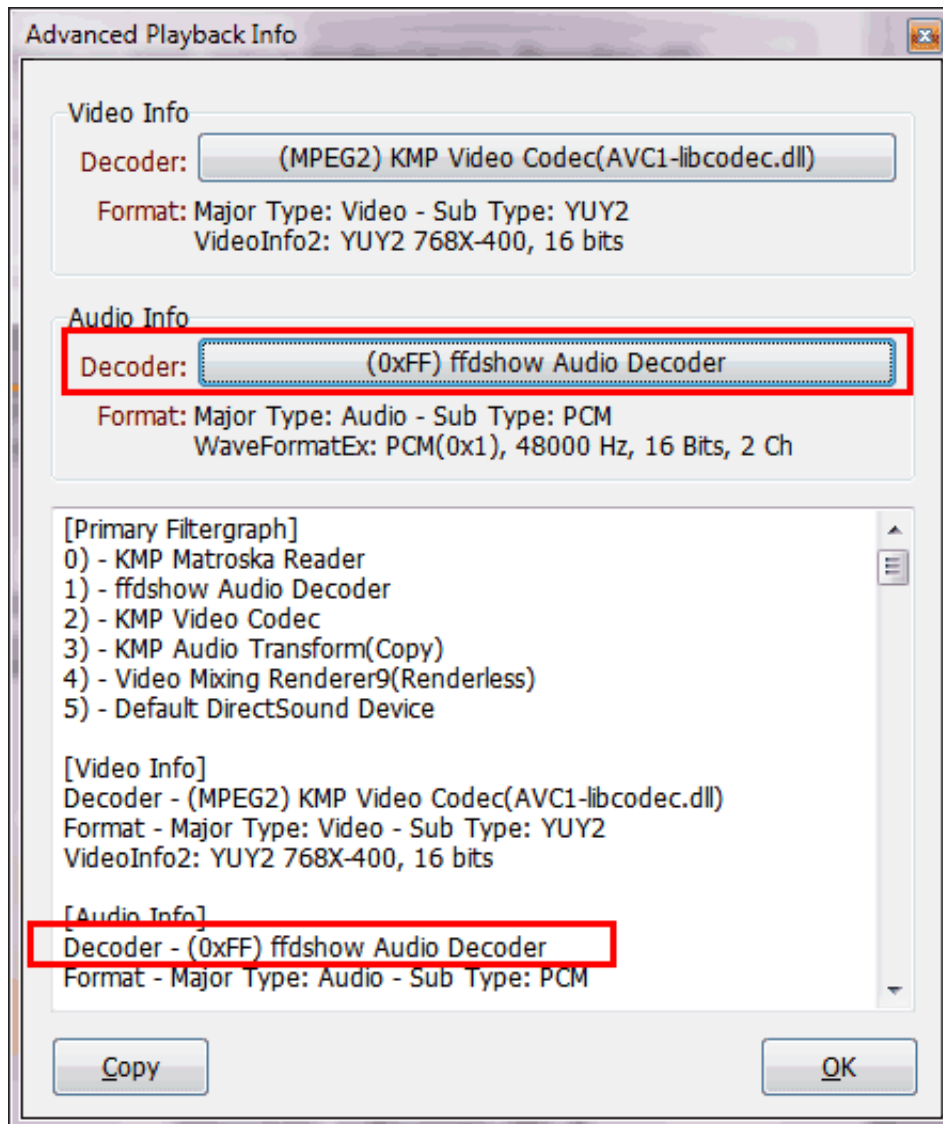 Advanced Playback Info
Video Info
Decoder: (MPEG2) KMP Video Codec(AVC1-libcodec.dll)
Format: Major Type: Video - Sub Type: YUY2
VideoInfo2: YUY2 768X-400, 16 bits
Audio Info
Decoder: (0xFF) ffdshow Audio Decoder
Format: Major Type: Audio - Sub Type: PCM
WaveFormatEx: PCM(0x1), 48000 Hz, 16 Bits, 2 Ch
[Primary Filtergraph]
0) - KMP Matroska Reader
1) - ffdshow Audio Decoder
2) - KMP Video Codec
3) - KMP Audio Transform(Copy)
4) - Video Mixing Renderer9(Renderless)
5) - Default DirectSound Device
[Video Info]
Decoder - (MPEG2) KMP Video Codec(AVC1-libcodec.dll)
Format - Major Type: Video - Sub Type: YUY2
VideoInfo2: YUY2 768X-400, 16 bits
[Audio Info]
Decoder - (0xFF) ffdshow Audio Decoder
Format - Major Type: Audio - Sub Type: PCM
Copy OK